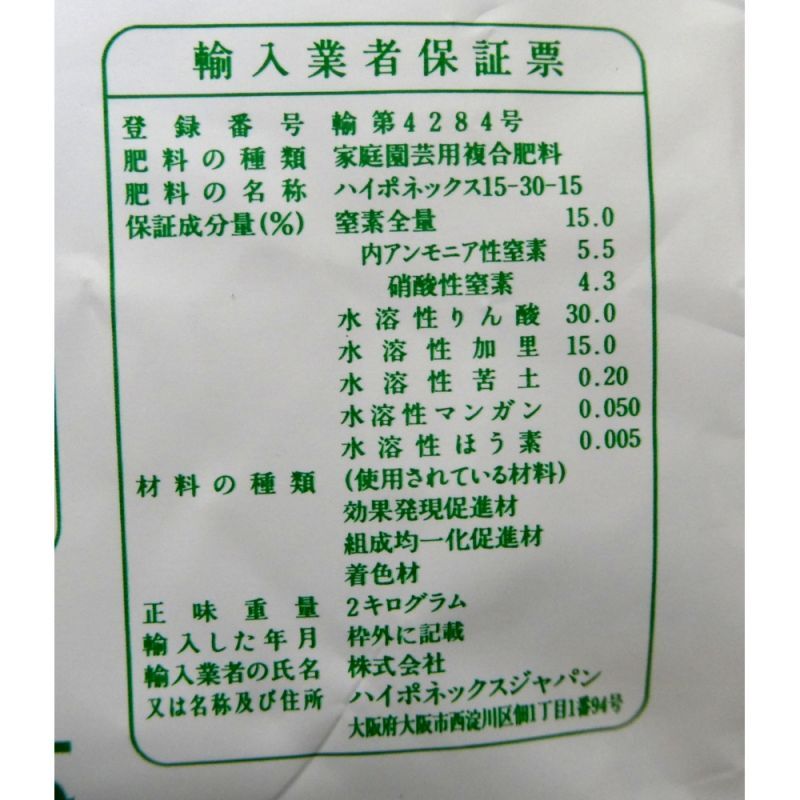 輸入業者保証票
登録番号 輸第4284号
肥料の種類 家庭園芸用複合肥料
肥料の名称 ハイポネックス15-30-15
保証成分量(%) 窒素全量 15.0
内アンモニア性窒素 5.5
硝酸性窒素 4.3
水溶性りん酸 30.0
水溶性加里 15.0
水溶性苦土 0.20
水溶性マンガン 0.050
水溶性ほう素 0.005
材料の種類 (使用されている材料)
効果発現促進材
組成均一化促進材
着色材
正味重量 2キログラム
輸入した年月 枠外に記載
輸入業者の氏名 株式会社
又は名称及び住所 ハイポネックスジャパン
大阪府大阪市西淀川区佃1丁目1番94号